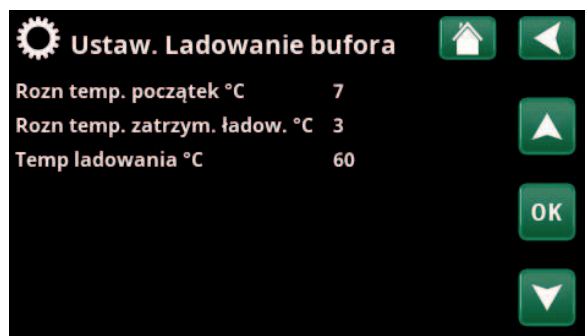 Ustaw. Ladowanie bufora
Rozn temp. początek °C 7
Rozn temp. zatrzym. ładow. °C 3
Temp ladowania °C 60
OK